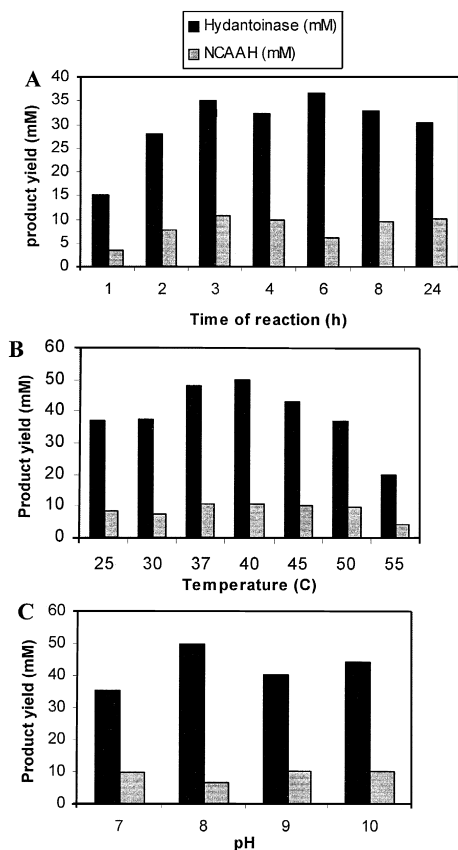 Hydantoinase (mM)
NCAAH (mM)
A
40
35
30
25
20
15
10
5
0
product yield (mM)
1 2 3 4 6 8 24
Time of reaction (h)
B
60
50
40
30
20
10
0
Product yield (mM)
25 30 37 40 45 50 55
Temperature (C)
C
60
50
40
30
20
10
0
Product yield (mM)
7 8 9 10
pH